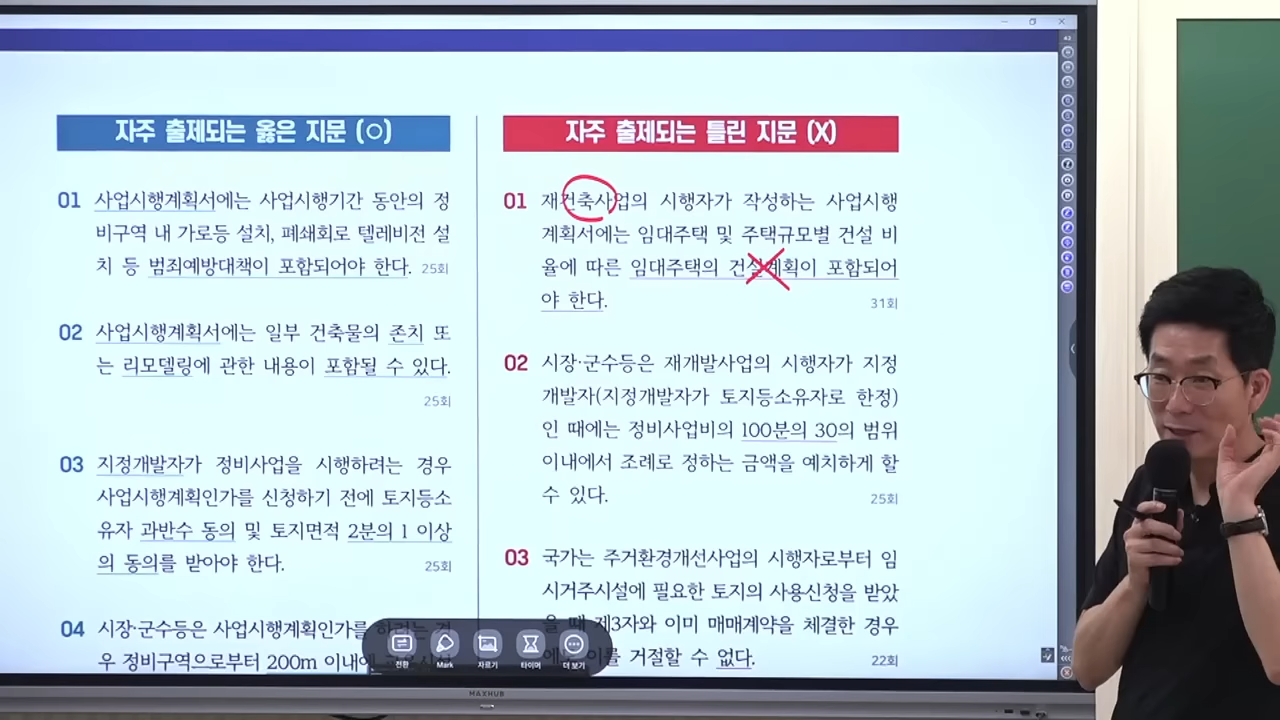 자주 출제되는 옳은 지문 (○)
01 사업시행계획서에는 사업시행기간 동안의 정
비구역 내 가로등 설치, 폐쇄회로 텔레비전 설
치 등 범죄예방대책이 포함되어야 한다. 25회
02 사업시행계획서에는 일부 건축물의 존치 또
는 리모델링에 관한 내용이 포함될 수 있다.
25회
03 지정개발자가 정비사업을 시행하려는 경우
사업시행계획인가를 신청하기 전에 토지등소
유자 과반수 동의 및 토지면적 2분의 1 이상
의 동의를 받아야 한다. 25회
04 시장·군수등은 사업시행계획인가를 하려는 경
우 정비구역으로부터 200m 이내에
자주 출제되는 틀린 지문 (X)
01 재건축사업의 시행자가 작성하는 사업시행
계획서에는 임대주택 및 주택규모별 건설 비
율에 따른 임대주택의 건설계획이 포함되어
야 한다. 31회
02 시장·군수등은 재개발사업의 시행자가 지정
개발자(지정개발자가 토지등소유자로 한정)
인 때에는 정비사업비의 100분의 30의 범위
이내에서 조례로 정하는 금액을 예치하게 할
수 있다. 25회
03 국가는 주거환경개선사업의 시행자로부터 임
시거주시설에 필요한 토지의 사용신청을 받았
을 때 제3자와 이미 매매계약을 체결한 경우
에는 이를 거절할 수 없다. 22회
전환 Mark 자르기 타이머 더 보기
MAXHUB